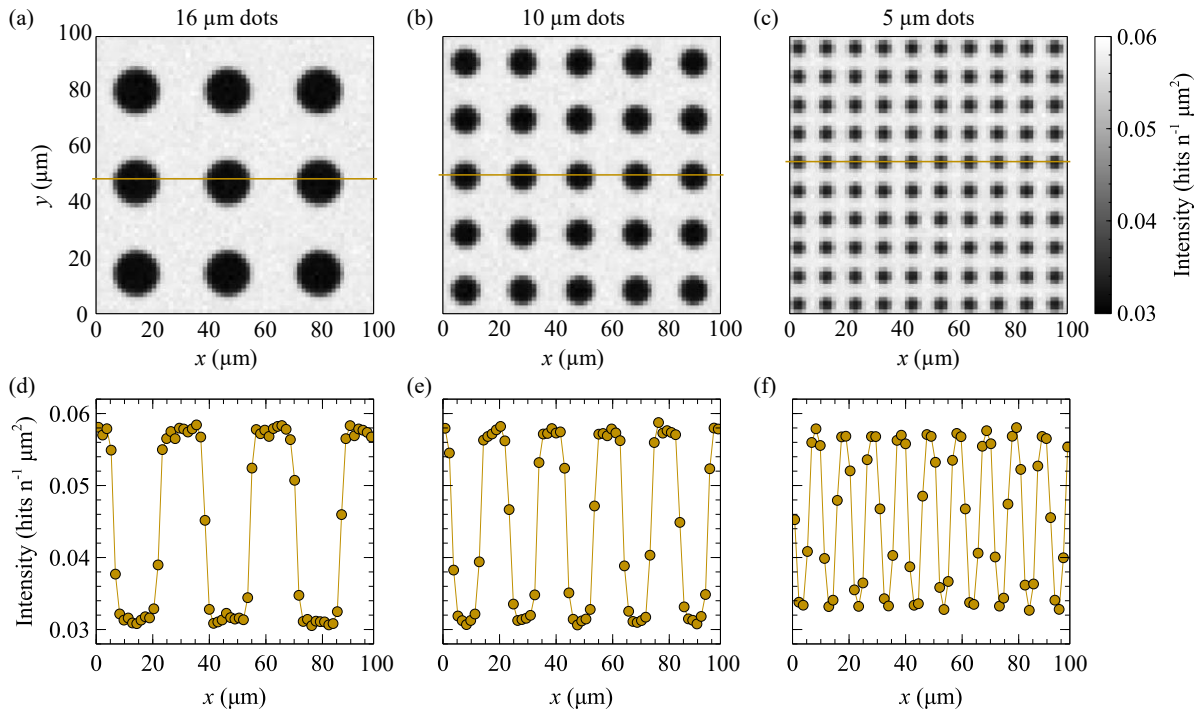 (a) 16 µm dots (b) 10 µm dots (c) 5 µm dots
100
80
60
40
20
0
y (µm)
0 20 40 60 80 100
x (µm)
0 20 40 60 80 100
x (µm)
0 20 40 60 80 100
x (µm)
0.06
0.05
0.04
0.03
Intensity (hits n⁻¹ µm²)
(d) (e) (f)
0.06
0.05
0.04
0.03
Intensity (hits n⁻¹ µm²)
0 20 40 60 80 100
x (µm)
0 20 40 60 80 100
x (µm)
0 20 40 60 80 100
x (µm)